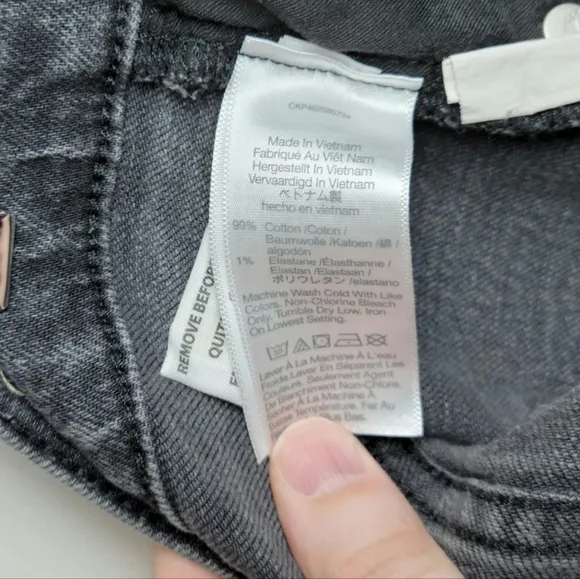 Made In Vietnam
Fabriqué Au Viêt Nam
Hergestellt In Vietnam
Vervaardigd In Vietnam
ベトナム製
hecho en vietnam
99% Cotton /Coton /
Baumwolle /Katoen /綿 /
algodón
1% Elastane /Élasthanne /
Elastan /Elastaan /
ポリウレタン /elastano
Machine Wash Cold With Like
Colors. Non-Chlorine Bleach
Only. Tumble Dry Low. Iron
On Lowest Setting.
Laver À La Machine À L'eau
Froide Laver En Séparant Les
Couleurs. Seulement Agent
De Blanchiment Non-Chlore.
Sécher À La Machine À
Basse Température. Fer Au
Plus Bas.
REMOVE BEFOR
QUIT